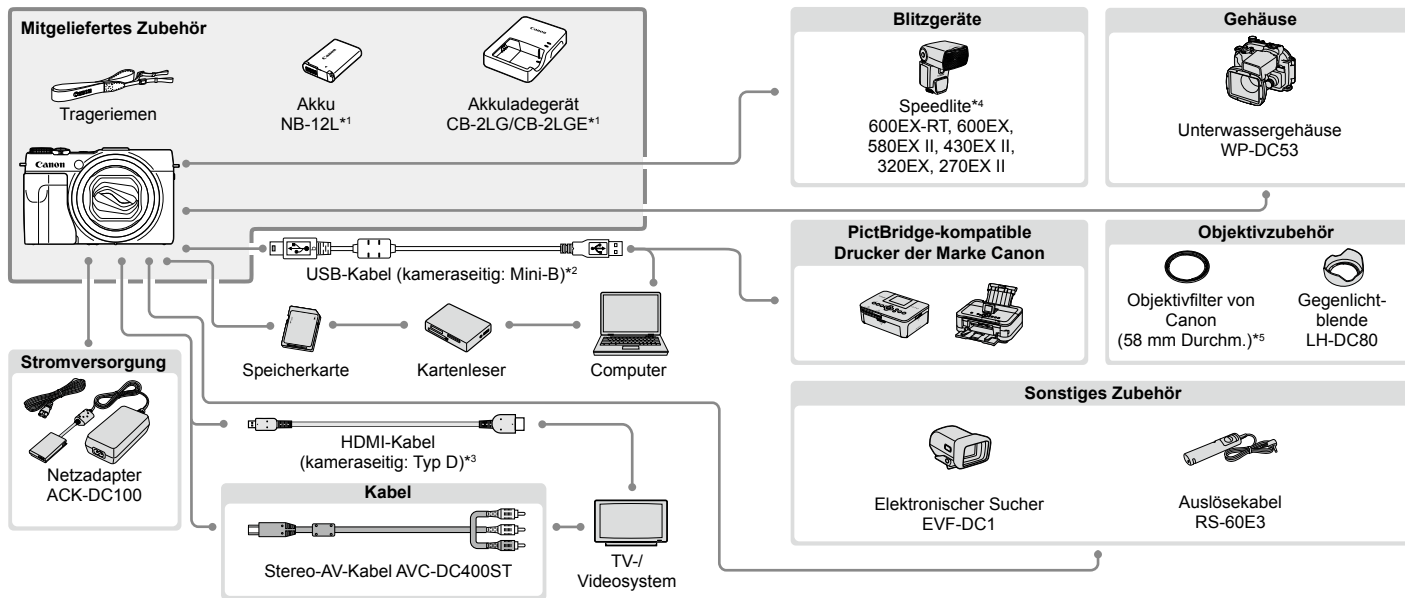 Mitgeliefertes Zubehör
Trageriemen
Akku
NB-12L*1
Akkuladegerät
CB-2LG/CB-2LGE*1
Canon
Blitzgeräte
Speedlite*4
600EX-RT, 600EX,
580EX II, 430EX II,
320EX, 270EX II
Gehäuse
Unterwassergehäuse
WP-DC53
USB-Kabel (kameraseitig: Mini-B)*2
PictBridge-kompatible
Drucker der Marke Canon
Objektivzubehör
Objektivfilter von
Canon
(58 mm Durchm.)*5
Gegenlicht-
blende
LH-DC80
Speicherkarte
Kartenleser
Computer
Stromversorgung
Netzadapter
ACK-DC100
HDMI-Kabel
(kameraseitig: Typ D)*3
Kabel
Stereo-AV-Kabel AVC-DC400ST
TV-/
Videosystem
Sonstiges Zubehör
Elektronischer Sucher
EVF-DC1
Auslösekabel
RS-60E3